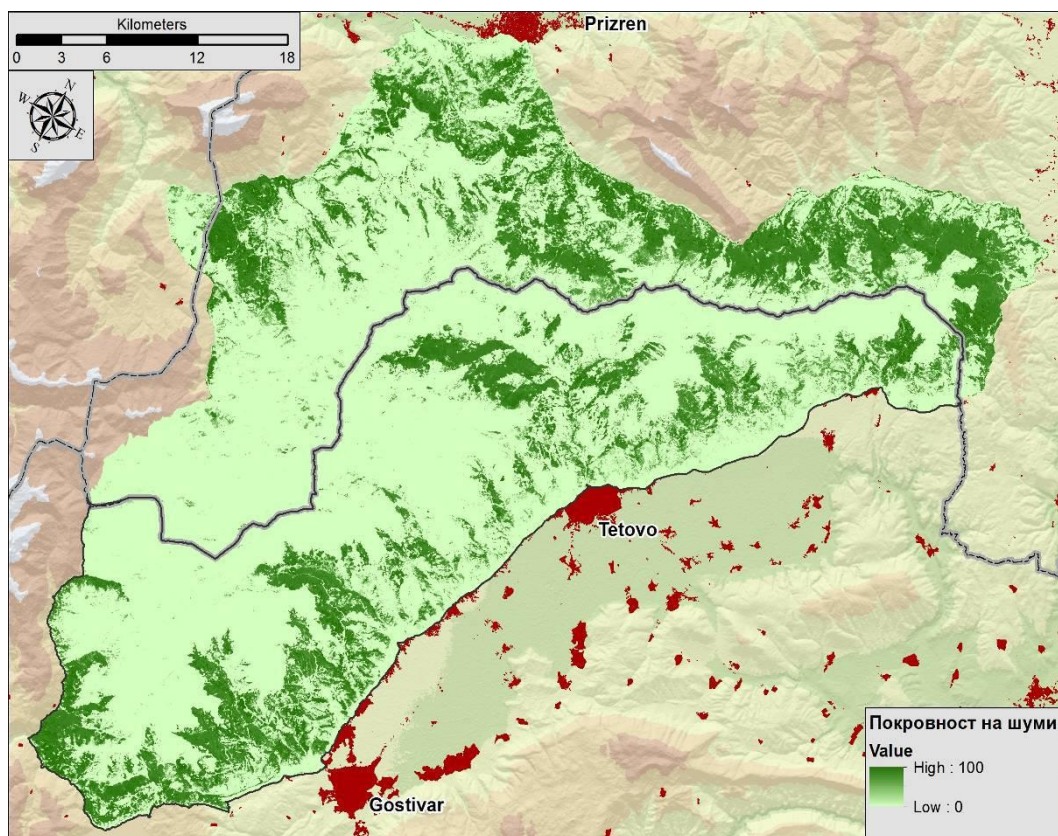 Kilometers
0 3 6 12 18
N
W
E
S
Prizren
Tetovo
Gostivar
Покровност на шуми
Value
High : 100
Low : 0